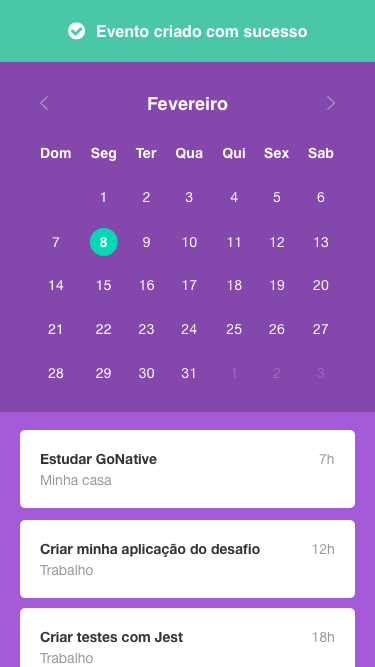 Evento criado com sucesso
Fevereiro
Dom Seg Ter Qua Qui Sex Sab
1 2 3 4 5 6
7 8 9 10 11 12 13
14 15 16 17 18 19 20
21 22 23 24 25 26 27
28 29 30 31 1 2 3
Estudar GoNative 7h
Minha casa
Criar minha aplicação do desafio 12h
Trabalho
Criar testes com Jest 18h
Trabalho